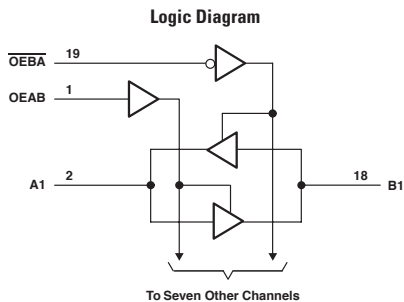 Logic Diagram
OEBA 19
OEAB 1
A1 2
18 B1
To Seven Other Channels